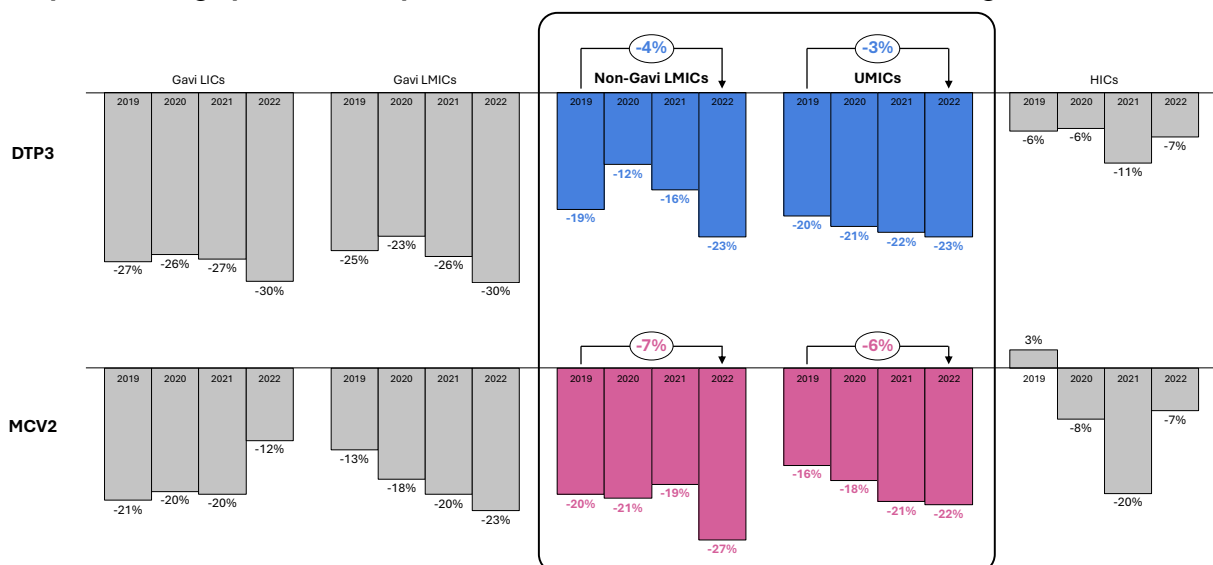 -4%
-3%
Gavi LICs
Gavi LMICs
Non-Gavi LMICs
UMICs
HICs
2019 2020 2021 2022
2019 2020 2021 2022
2019 2020 2021 2022
2019 2020 2021 2022
2019 2020 2021 2022
DTP3
-27% -26% -27% -30%
-25% -23% -26% -30%
-19% -12% -16% -23%
-20% -21% -22% -23%
-6% -6% -11% -7%
-7%
-6%
3%
2019 2020 2021 2022
2019 2020 2021 2022
2019 2020 2021 2022
2019 2020 2021 2022
2019 2020 2021 2022
MCV2
-21% -20% -20% -12%
-13% -18% -20% -23%
-20% -21% -19% -27%
-16% -18% -21% -22%
-8% -20% -7%